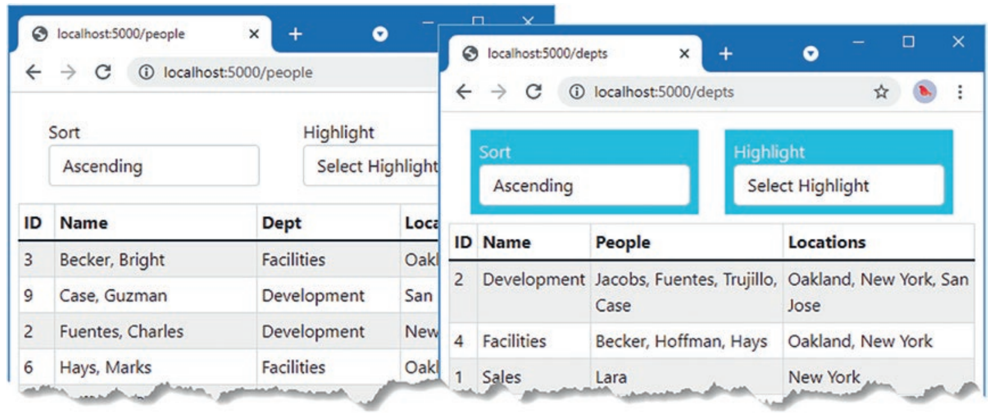 localhost:5000/people
localhost:5000/people
Sort
Highlight
Ascending
Select Highlight
ID Name Dept
3 Becker, Bright Facilities
9 Case, Guzman Development San
2 Fuentes, Charles Development New
6 Hays, Marks Facilities
localhost:5000/depts
localhost:5000/depts
Sort
Highlight
Ascending
Select Highlight
ID Name People Locations
2 Development Jacobs, Fuentes, Trujillo, Oakland, New York, San
Case Jose
4 Facilities Becker, Hoffman, Hays Oakland, New York
1 Sales Lara New York